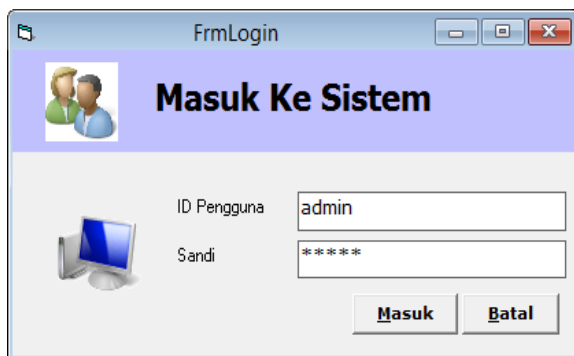 FrmLogin
Masuk Ke Sistem
ID Pengguna admin
Sandi *****
Masuk Batal